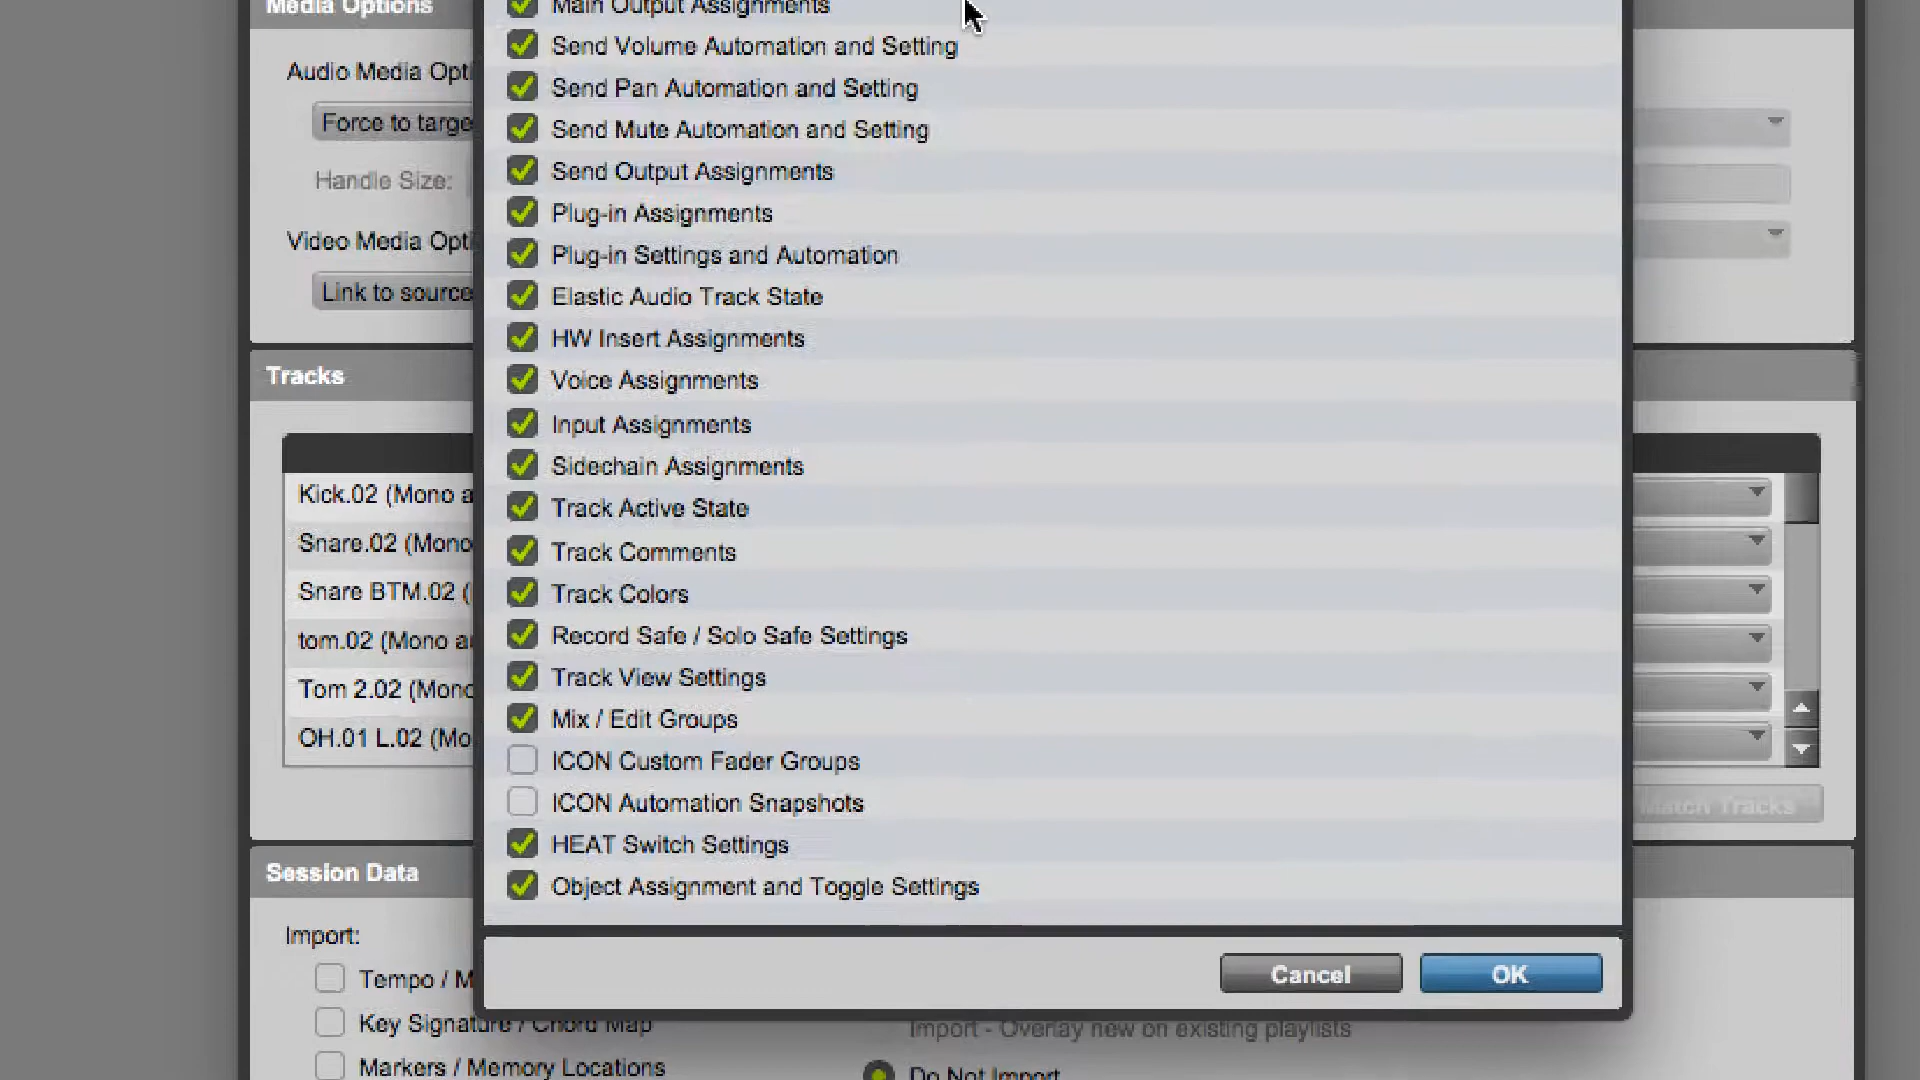 Media Options
Main Output Assignments
Send Volume Automation and Setting
Audio Media Opti
Send Pan Automation and Setting
Force to targe
Send Mute Automation and Setting
Send Output Assignments
Handle Size:
Plug-in Assignments
Video Media Opti
Plug-in Settings and Automation
Link to source
Elastic Audio Track State
HW Insert Assignments
Tracks
Voice Assignments
Input Assignments
Sidechain Assignments
Kick.02 (Mono a
Track Active State
Snare.02 (Mono
Track Comments
Snare BTM.02 (
Track Colors
tom.02 (Mono au
Record Safe / Solo Safe Settings
Tom 2.02 (Mono
Track View Settings
OH.01 L.02 (Mo
Mix / Edit Groups
ICON Custom Fader Groups
ICON Automation Snapshots
Match Tracks
HEAT Switch Settings
Session Data
Object Assignment and Toggle Settings
Import:
Cancel
OK
Tempo / M
Key Signature / Chord Map
Import - Overlay new on existing playlists
Markers / Memory Locations
Do Not Import